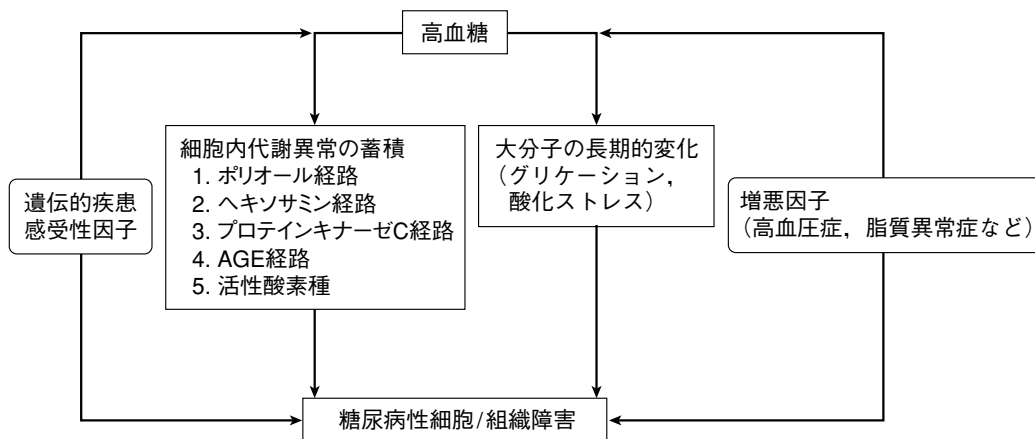 高血糖
細胞内代謝異常の蓄積
1. ポリオール経路
2. ヘキソサミン経路
3. プロテインキナーゼC経路
4. AGE経路
5. 活性酸素種
大分子の長期的変化
（グリケーション，
酸化ストレス）
遺伝的疾患
感受性因子
増悪因子
（高血圧症，脂質異常症など）
糖尿病性細胞/組織障害